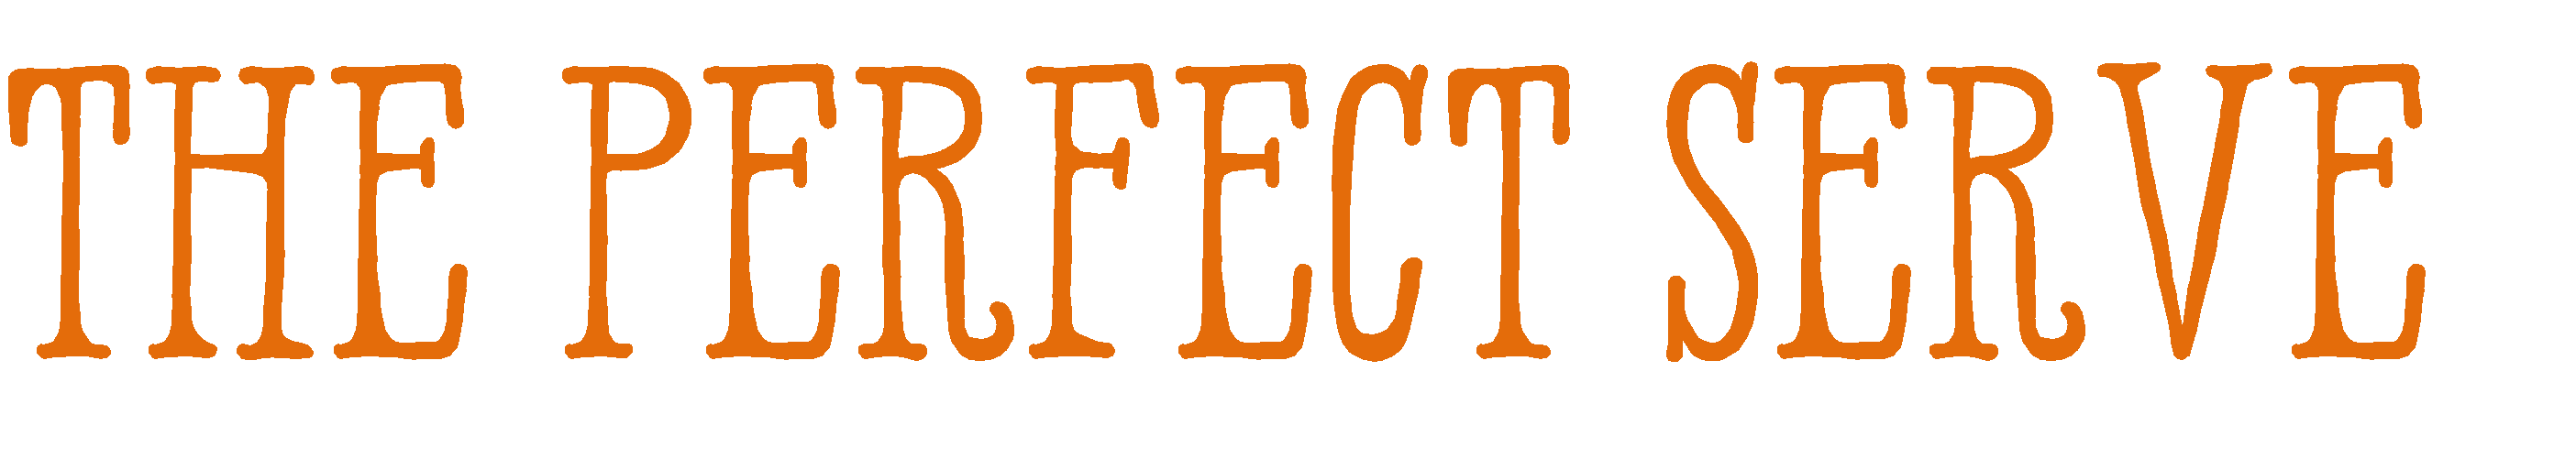 THE PERFECT SERVE